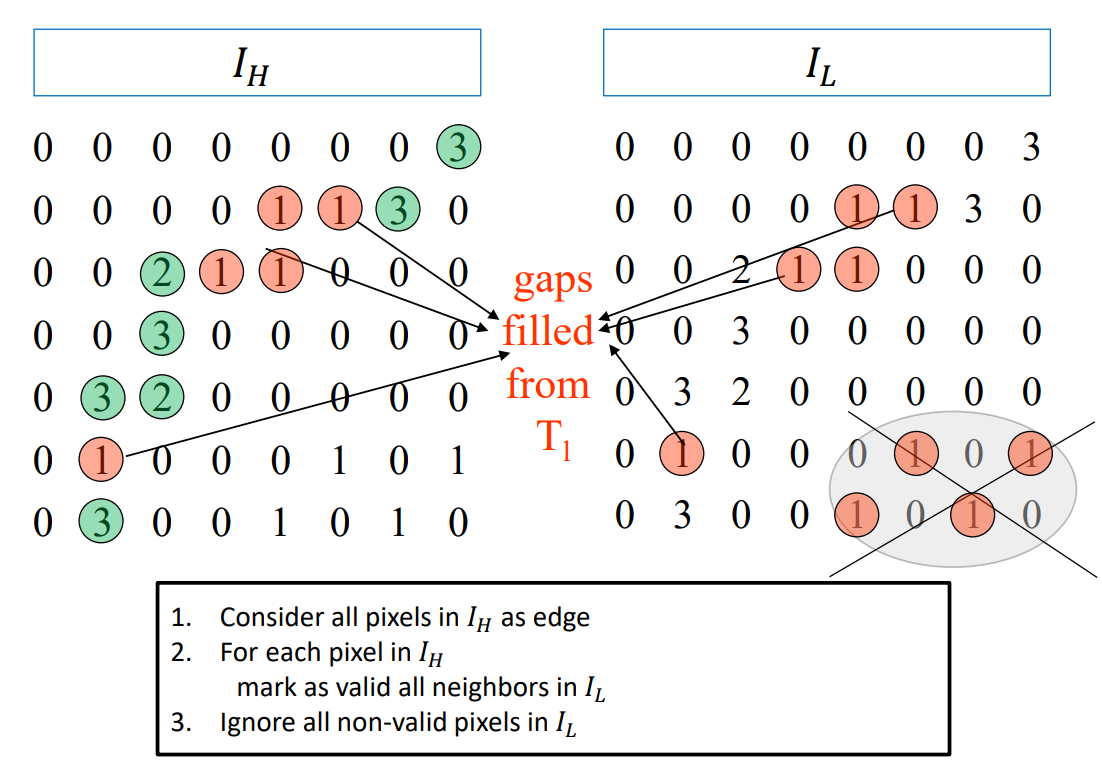 I_H
I_L
0 0 0 0 0 0 0 3
0 0 0 0 1 1 3 0
0 0 2 1 1 0 0 0
0 0 3 0 0 0 0 0
0 3 2 0 0 0 0 0
0 1 0 0 0 1 0 1
0 3 0 0 1 0 1 0
gaps
filled
from
T_l
0 0 0 0 0 0 0 3
0 0 0 0 1 1 3 0
0 0 2 1 1 0 0 0
0 0 3 0 0 0 0 0
0 3 2 0 0 0 0 0
0 1 0 0 0 1 0 1
0 3 0 0 1 0 1 0
1. Consider all pixels in I_H as edge
2. For each pixel in I_H
mark as valid all neighbors in I_L
3. Ignore all non-valid pixels in I_L